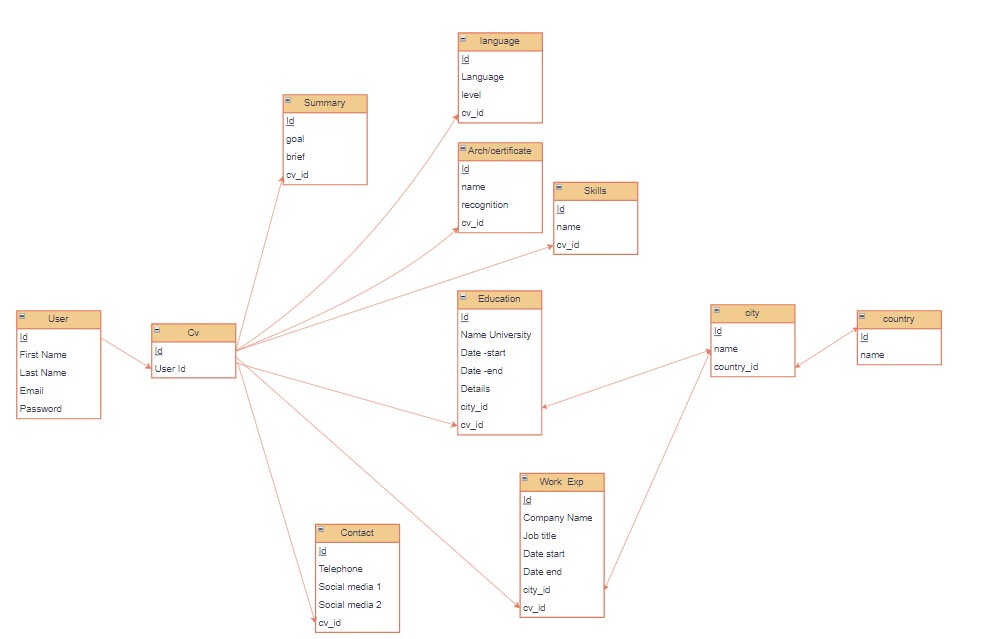 language
Id
Language
level
cv_id
Summary
Id
goal
brief
cv_id
Arch/certificate
Id
name
recognition
cv_id
Skills
Id
name
cv_id
User
Id
First Name
Last Name
Email
Password
Cv
Id
User Id
Education
Id
Name University
Date -start
Date -end
Details
city_id
cv_id
city
Id
name
country_id
country
Id
name
Work Exp
Id
Company Name
Job title
Date start
Date end
city_id
cv_id
Contact
Id
Telephone
Social media 1
Social media 2
cv_id